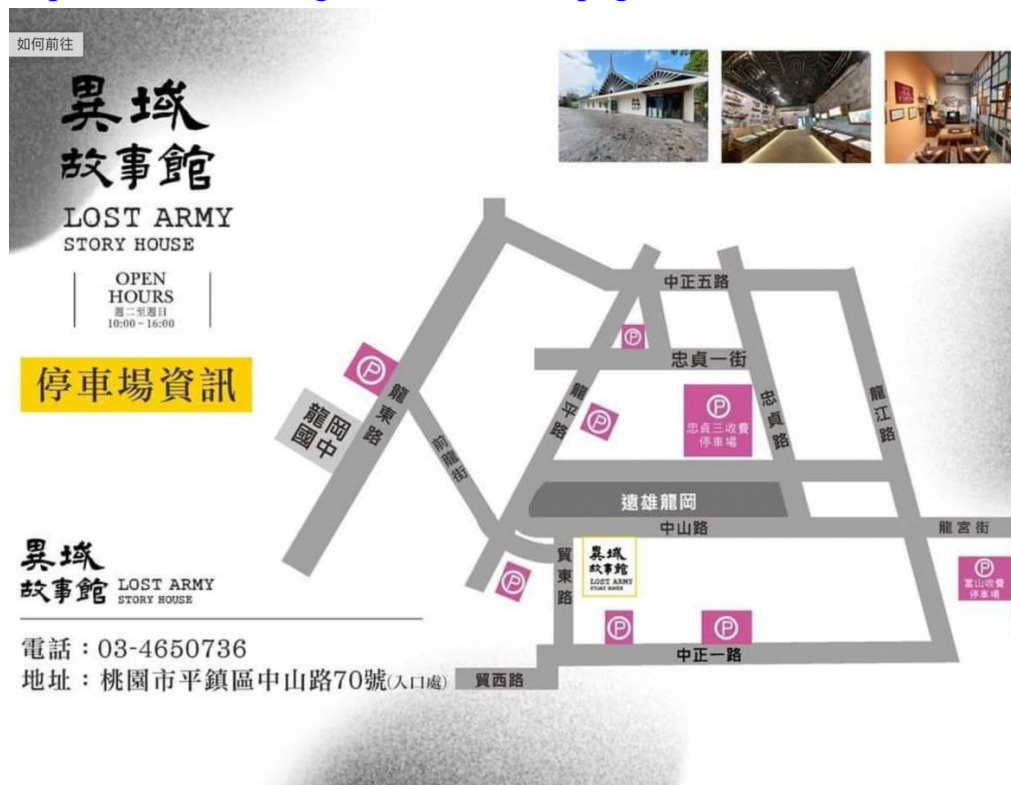 如何前往
異域
故事館
LOST ARMY
STORY HOUSE
OPEN
HOURS
週二至週日
10:00~16:00
停車場資訊
中正五路
P
忠貞一街
P
龍東路
龍岡
國中
前龍街
龍平路
P
P
忠貞三收費
停車場
忠貞路
龍江路
遠雄龍岡
中山路
龍宮街
貿東路
異域
故事館
LOST ARMY
STORY HOUSE
P
P
P
P
富山收費
停車場
中正一路
貿西路
異域
故事館
LOST ARMY
STORY HOUSE
電話：03-4650736
地址：桃園市平鎮區中山路70號(入口處)